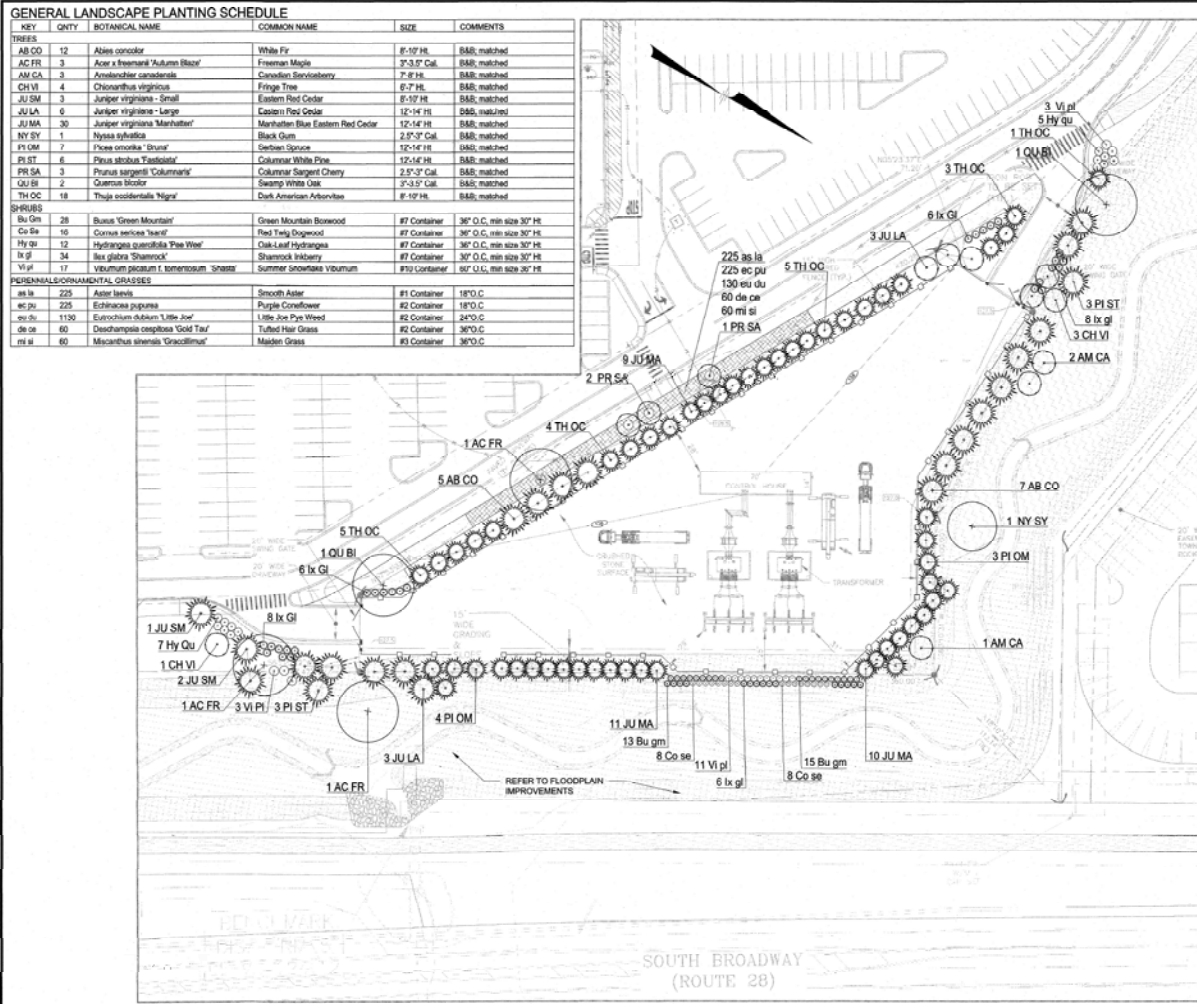 GENERAL LANDSCAPE PLANTING SCHEDULE
KEY QNTY BOTANICAL NAME COMMON NAME SIZE COMMENTS
TREES
AB CO 12 Abies concolor White Fir 8'-10' Ht. B&B; matched
AC FR 3 Acer x freemanii 'Autumn Blaze' Freeman Maple 3"-3.5" Cal. B&B; matched
AM CA 3 Amelanchier canadensis Canadian Serviceberry 7'-8' Ht. B&B; matched
CH VI 4 Chionanthus virginicus Fringe Tree 6'-7' Ht. B&B; matched
JU SM 3 Juniper virginiana - Small Eastern Red Cedar 8'-10' Ht B&B; matched
JU LA 6 Juniper virginiana - Large Eastern Red Cedar 12'-14' Ht B&B; matched
JU MA 30 Juniper virginiana 'Manhatten' Manhatten Blue Eastern Red Cedar 12'-14' Ht B&B; matched
NY SY 1 Nyssa sylvatica Black Gum 2.5"-3" Cal. B&B; matched
PI OM 7 Picea omorika 'Bruna' Serbian Spruce 12'-14' Ht B&B; matched
PI ST 6 Pinus strobus 'Fastigiata' Columnar White Pine 12'-14' Ht B&B; matched
PR SA 3 Prunus sargentii 'Columnaris' Columnar Sargent Cherry 2.5"-3" Cal. B&B; matched
QU BI 2 Quercus bicolor Swamp White Oak 3"-3.5" Cal. B&B; matched
TH OC 18 Thuja occidentalis 'Nigra' Dark American Arborvitae 8'-10' Ht. B&B; matched
SHRUBS
Bu Gm 28 Buxus 'Green Mountain' Green Mountain Boxwood #7 Container 36" O.C, min size 30" Ht
Co Se 16 Cornus sericea 'Isanti' Red Twig Dogwood #7 Container 36" O.C, min size 30" Ht
Hy qu 12 Hydrangea quercifolia 'Pee Wee' Oak-Leaf Hydrangea #7 Container 36" O.C, min size 30" Ht
Ix gl 34 Ilex glabra 'Shamrock' Shamrock Inkberry #7 Container 30" O.C, min size 30" Ht
Vi pl 17 Viburnum plicatum f. tomentosum 'Shasta' Summer Snowflake Viburnum #10 Container 60" O.C, min size 36" Ht
PERENNIALS/ORNAMENTAL GRASSES
as la 225 Aster laevis Smooth Aster #1 Container 18"O.C
ec pu 225 Echinacea pupurea Purple Coneflower #2 Container 18"O.C
eu du 1130 Eutrochium dubium 'Little Joe' Little Joe Pye Weed #2 Container 24"O.C
de ce 60 Deschampsia cespitosa 'Gold Tau' Tufted Hair Grass #2 Container 36"O.C
mi si 60 Miscanthus sinensis 'Gracollimus' Maiden Grass #3 Container 36"O.C
3 Vi pl
5 Hy qu
1 TH OC
1 QU BI
3 TH OC
6 Ix Gl
3 JU LA
225 as la
225 ec pu
130 eu du
60 de ce
60 mi si
1 PR SA
5 TH OC
3 PI ST
8 Ix gl
3 CH VI
2 AM CA
9 JU MA
2 PR SA
4 TH OC
1 AC FR
5 AB CO
7 AB CO
1 NY SY
3 PI OM
5 TH OC
1 QU BI
6 Ix Gl
CRUSHED
STONE
SURFACE
TRANSFORMER
20' WIDE
15'
WIDE
GRADING
&
8 Ix Gl
1 JU SM
7 Hy Qu
1 CH VI
2 JU SM
1 AC FR
3 Vi Pl
3 PI ST
1 AM CA
4 PI OM
11 JU MA
13 Bu gm
8 Co se
11 Vi pl
6 Ix gl
8 Co se
15 Bu gm
10 JU MA
3 JU LA
1 AC FR
REFER TO FLOODPLAIN
IMPROVEMENTS
BENCHMARK
SOUTH BROADWAY
(ROUTE 28)